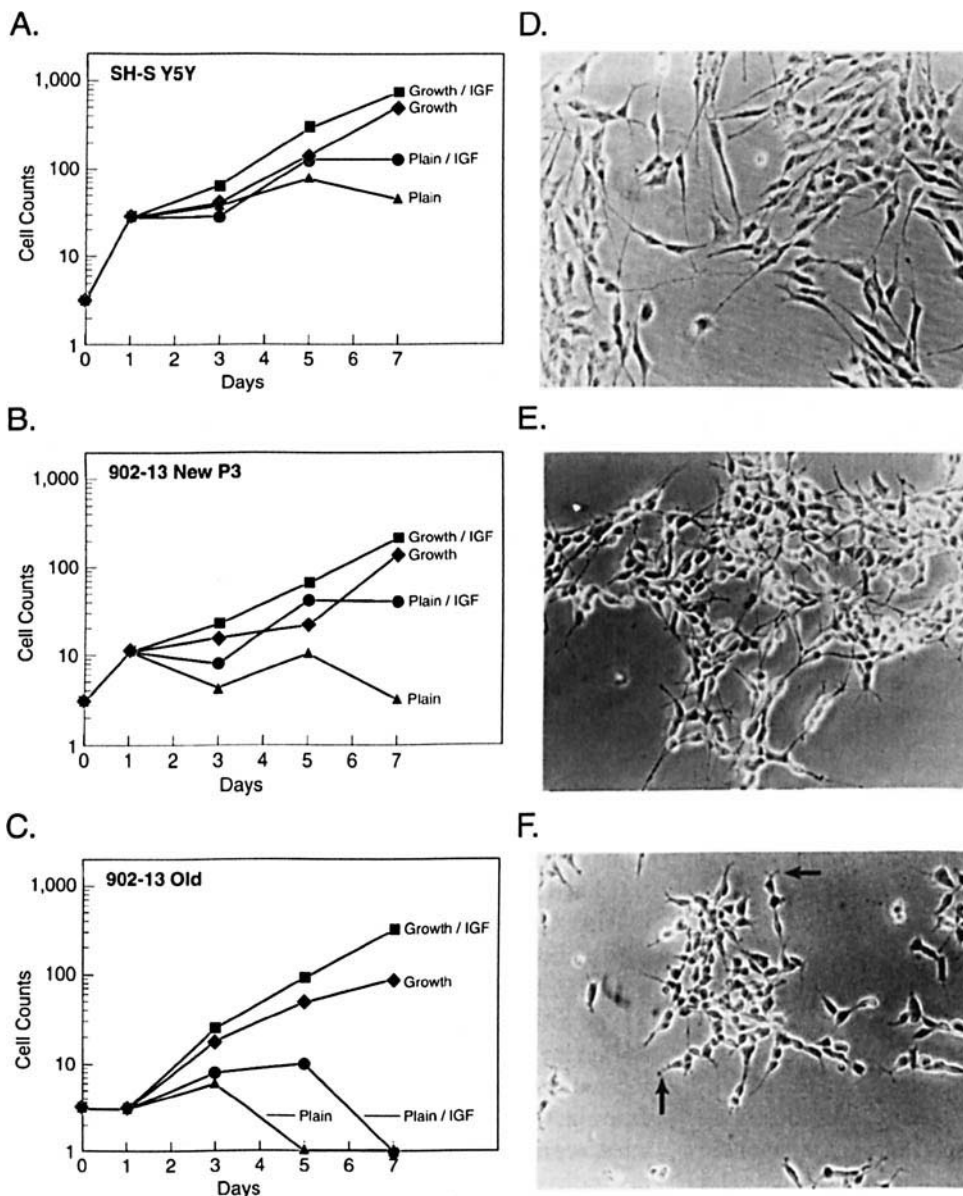 A.
SH-S Y5Y
Cell Counts
1,000
100
10
1
Growth / IGF
Growth
Plain / IGF
Plain
0 1 2 3 4 5 6 7
Days
D.
B.
902-13 New P3
Cell Counts
1,000
100
10
1
Growth / IGF
Growth
Plain / IGF
Plain
0 1 2 3 4 5 6 7
Days
E.
C.
902-13 Old
Cell Counts
1,000
100
10
1
Growth / IGF
Growth
Plain
Plain / IGF
0 1 2 3 4 5 6 7
Days
F.